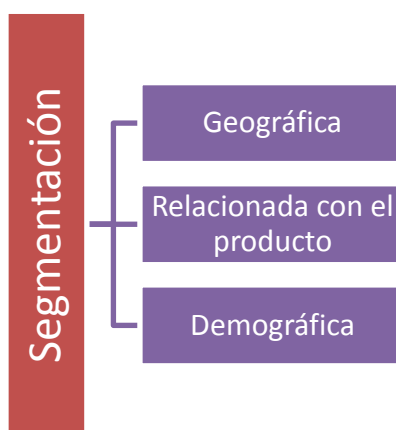 Segmentación
Geográfica
Relacionada con el
producto
Demográfica